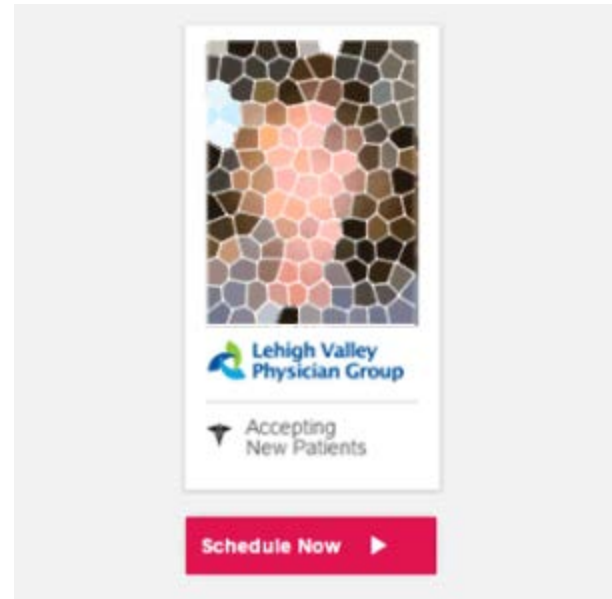 Lehigh Valley
Physician Group
Accepting
New Patients
Schedule Now